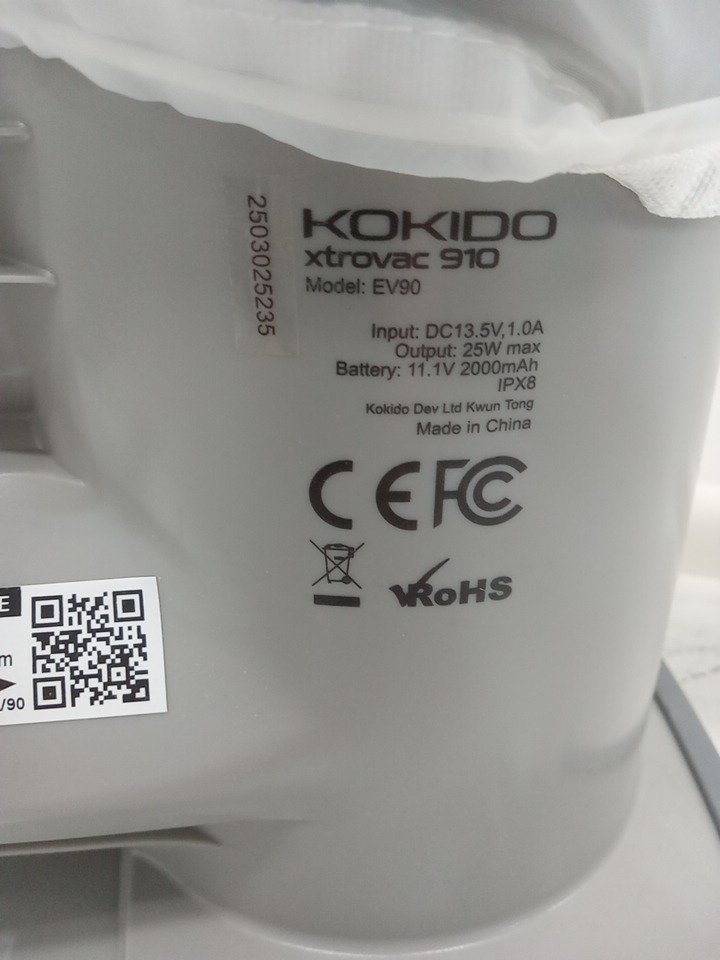 2503025235
KOKIDO
xtrovac 910
Model: EV90
Input: DC13.5V,1.0A
Output: 25W max
Battery: 11.1V 2000mAh
IPX8
Kokido Dev Ltd Kwun Tong
Made in China
CE FC
RoHS
E
m
/90